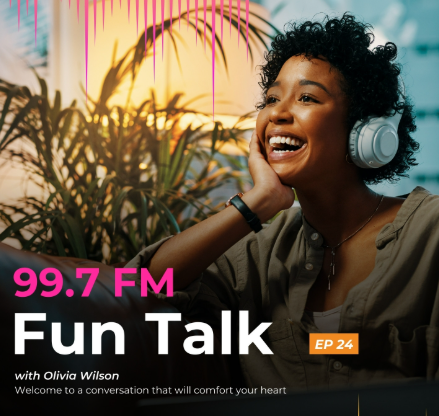 99.7 FM
Fun Talk
EP 24
with Olivia Wilson
Welcome to a conversation that will comfort your heart